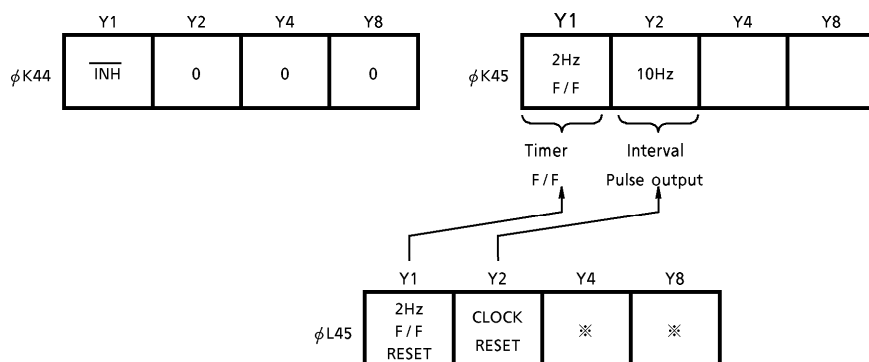 Y1 Y2 Y4 Y8
ϕK44 I̅N̅H̅ 0 0 0
Y1 Y2 Y4 Y8
ϕK45 2Hz F/F 10Hz
Timer F/F
Interval Pulse output
Y1 Y2 Y4 Y8
ϕL45 2Hz F/F RESET CLOCK RESET ※ ※